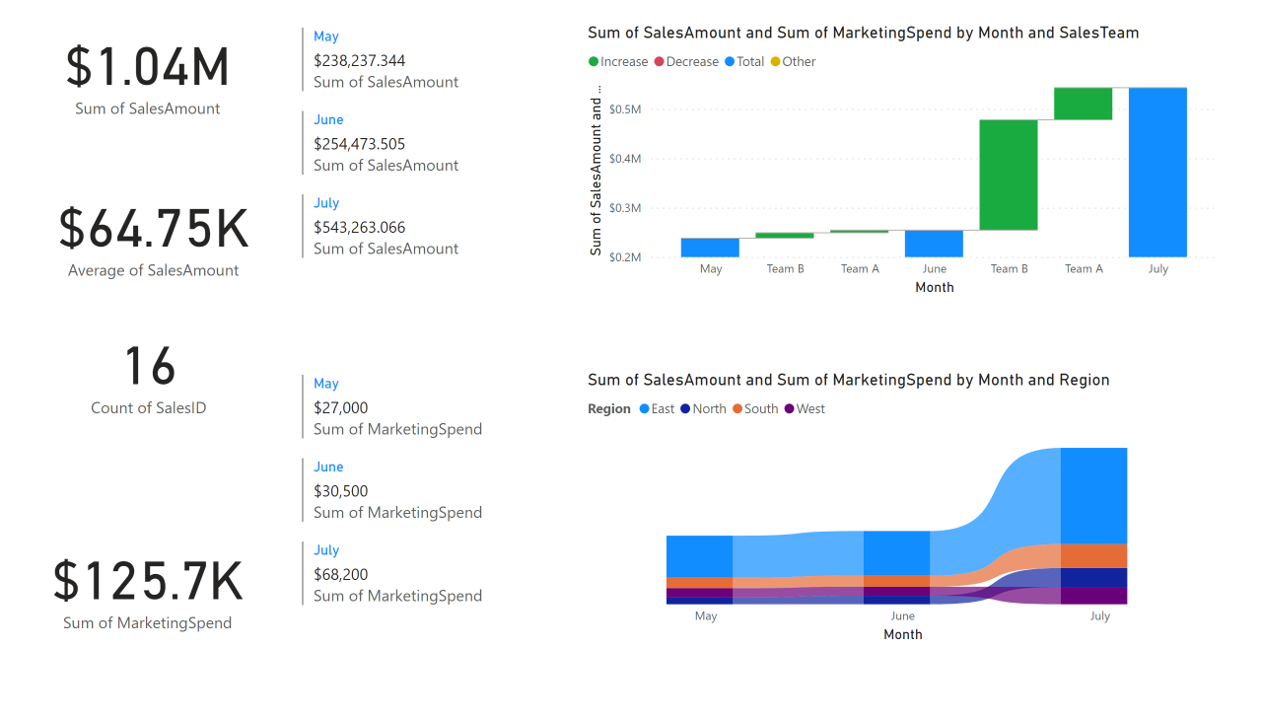 $1.04M
Sum of SalesAmount
$64.75K
Average of SalesAmount
16
Count of SalesID
$125.7K
Sum of MarketingSpend
May
$238,237.344
Sum of SalesAmount
June
$254,473.505
Sum of SalesAmount
July
$543,263.066
Sum of SalesAmount
May
$27,000
Sum of MarketingSpend
June
$30,500
Sum of MarketingSpend
July
$68,200
Sum of MarketingSpend
Sum of SalesAmount and Sum of MarketingSpend by Month and SalesTeam
Increase Decrease Total Other
Sum of SalesAmount and ...
$0.5M
$0.4M
$0.3M
$0.2M
May Team B Team A June Team B Team A July
Month
Sum of SalesAmount and Sum of MarketingSpend by Month and Region
Region East North South West
May June July
Month